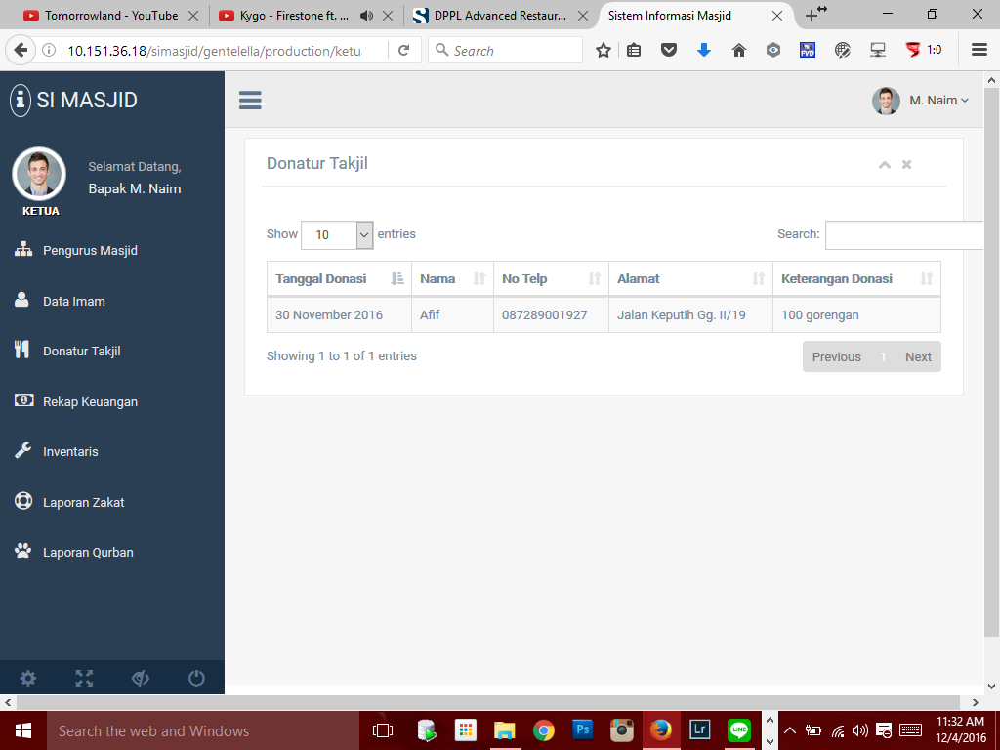 Tomorrowland - YouTube
Kygo - Firestone ft. ...
DPPL Advanced Restaur...
Sistem Informasi Masjid
10.151.36.18/simasjid/gentelella/production/ketu
Search
FVD
1:0
SI MASJID
M. Naim
Selamat Datang,
Bapak M. Naim
KETUA
Pengurus Masjid
Data Imam
Donatur Takjil
Rekap Keuangan
Inventaris
Laporan Zakat
Laporan Qurban
Donatur Takjil
Show 10 entries
Search:
Tanggal Donasi Nama No Telp Alamat Keterangan Donasi
30 November 2016 Afif 087289001927 Jalan Keputih Gg. II/19 100 gorengan
Showing 1 to 1 of 1 entries
Previous 1 Next
Search the web and Windows
Ps
Lr
LINE
11:32 AM
12/4/2016